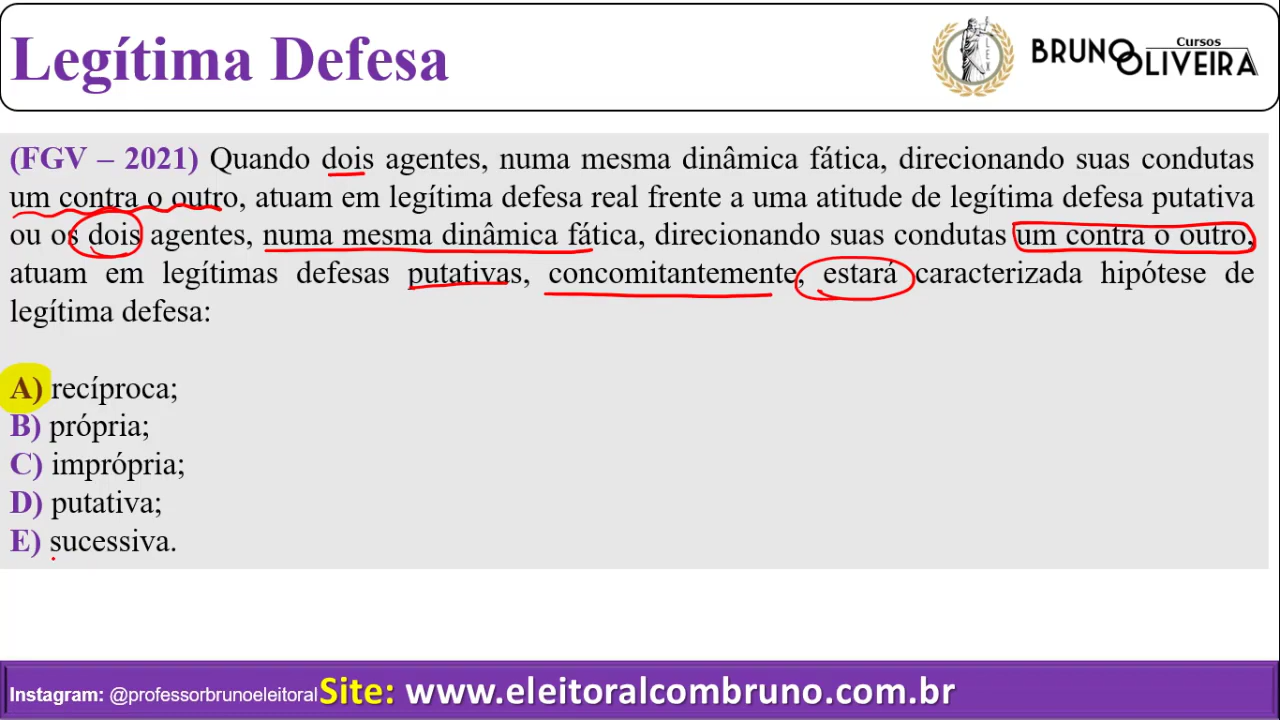 Legítima Defesa
Cursos
BRUNO
OLIVEIRA
LEX
(FGV – 2021) Quando dois agentes, numa mesma dinâmica fática, direcionando suas condutas
um contra o outro, atuam em legítima defesa real frente a uma atitude de legítima defesa putativa
ou os dois agentes, numa mesma dinâmica fática, direcionando suas condutas um contra o outro,
atuam em legítimas defesas putativas, concomitantemente, estará caracterizada hipótese de
legítima defesa:
A) recíproca;
B) própria;
C) imprópria;
D) putativa;
E) sucessiva.
Instagram: @professorbrunoeleitoral Site: www.eleitoralcombruno.com.br